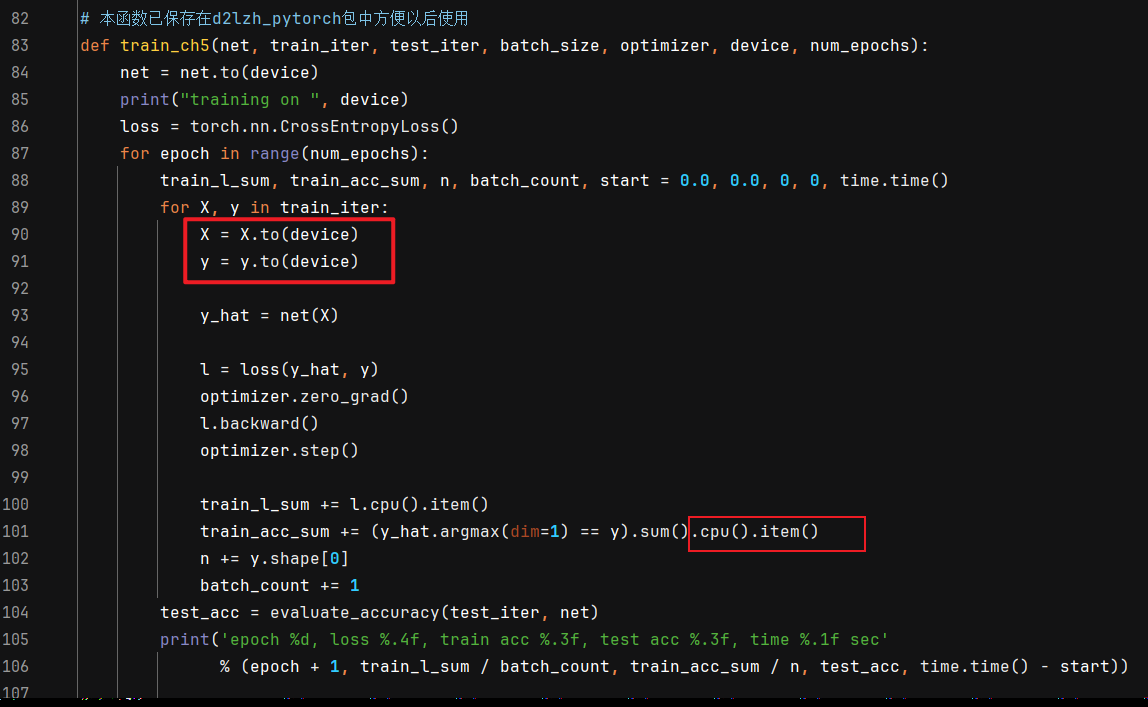 82 # 本函数已保存在d2lzh_pytorch包中方便以后使用
83 def train_ch5(net, train_iter, test_iter, batch_size, optimizer, device, num_epochs):
84 net = net.to(device)
85 print("training on ", device)
86 loss = torch.nn.CrossEntropyLoss()
87 for epoch in range(num_epochs):
88 train_l_sum, train_acc_sum, n, batch_count, start = 0.0, 0.0, 0, 0, time.time()
89 for X, y in train_iter:
90 X = X.to(device)
91 y = y.to(device)
92
93 y_hat = net(X)
94
95 l = loss(y_hat, y)
96 optimizer.zero_grad()
97 l.backward()
98 optimizer.step()
99
100 train_l_sum += l.cpu().item()
101 train_acc_sum += (y_hat.argmax(dim=1) == y).sum().cpu().item()
102 n += y.shape[0]
103 batch_count += 1
104 test_acc = evaluate_accuracy(test_iter, net)
105 print('epoch %d, loss %.4f, train acc %.3f, test acc %.3f, time %.1f sec'
106 % (epoch + 1, train_l_sum / batch_count, train_acc_sum / n, test_acc, time.time() - start))
107